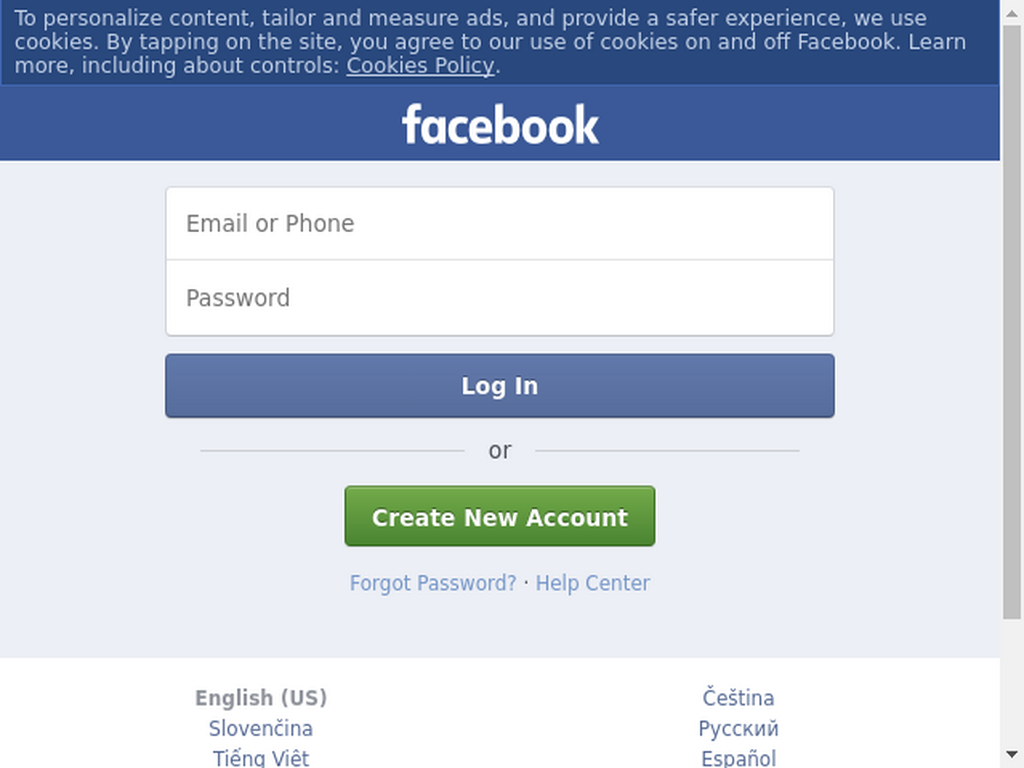 To personalize content, tailor and measure ads, and provide a safer experience, we use
cookies. By tapping on the site, you agree to our use of cookies on and off Facebook. Learn
more, including about controls: Cookies Policy.
facebook
Email or Phone
Password
Log In
or
Create New Account
Forgot Password? · Help Center
English (US)
Čeština
Slovenčina
Русский
Tiếng Việt
Español